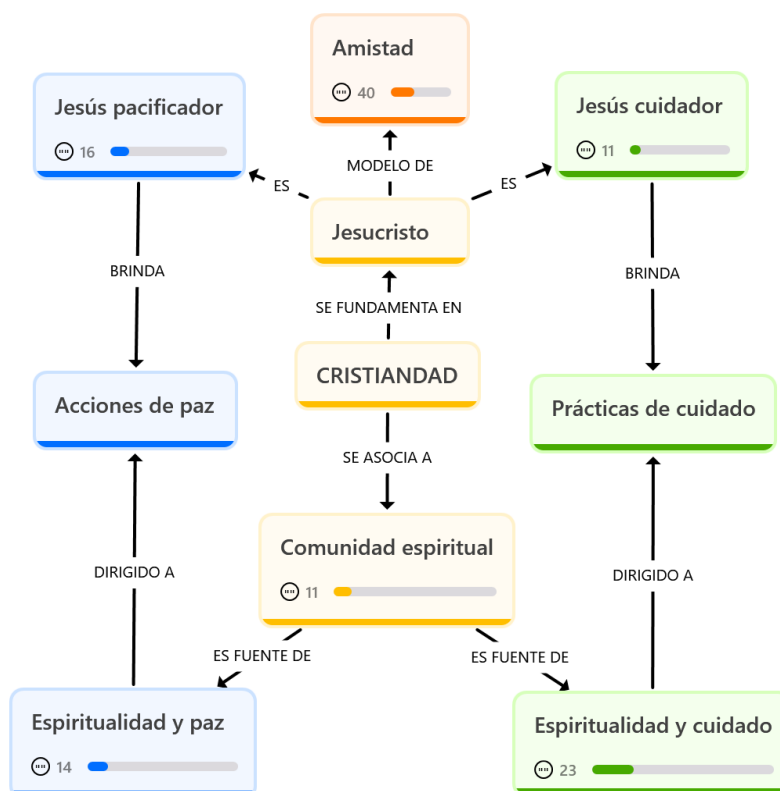 Amistad
40
Jesús pacificador
16
Jesús cuidador
11
MODELO DE
ES
ES
Jesucristo
BRINDA
BRINDA
SE FUNDAMENTA EN
CRISTIANDAD
Acciones de paz
Prácticas de cuidado
SE ASOCIA A
Comunidad espiritual
11
DIRIGIDO A
DIRIGIDO A
ES FUENTE DE
ES FUENTE DE
Espiritualidad y paz
14
Espiritualidad y cuidado
23